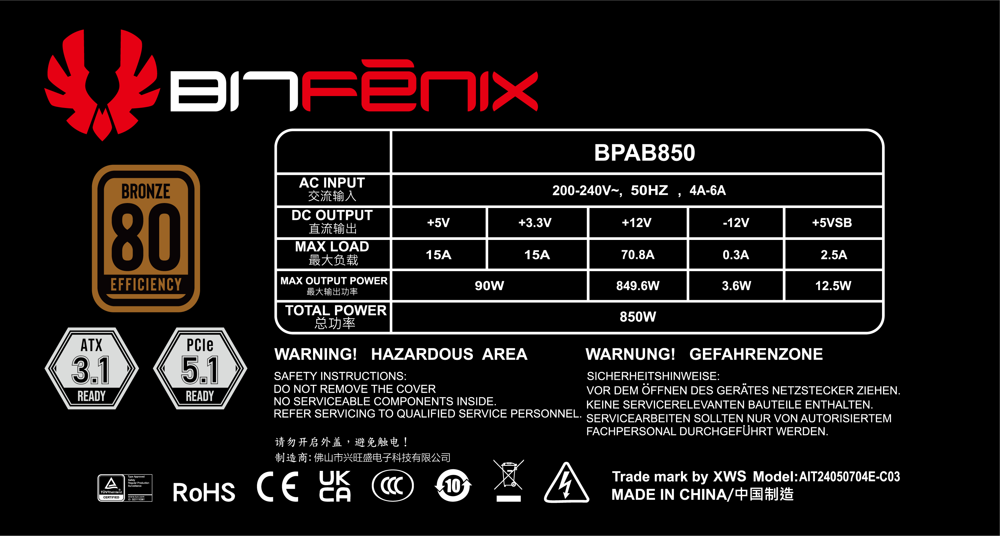 BITFĒNIX
BPAB850
AC INPUT
交流输入
200-240V~, 50HZ , 4A-6A
DC OUTPUT
直流输出
+5V +3.3V +12V -12V +5VSB
MAX LOAD
最大负载
15A 15A 70.8A 0.3A 2.5A
MAX OUTPUT POWER
最大输出功率
90W 849.6W 3.6W 12.5W
TOTAL POWER
总功率
850W
BRONZE
80
EFFICIENCY
ATX
3.1
READY
PCIe
5.1
READY
WARNING! HAZARDOUS AREA
SAFETY INSTRUCTIONS:
DO NOT REMOVE THE COVER
NO SERVICEABLE COMPONENTS INSIDE.
REFER SERVICING TO QUALIFIED SERVICE PERSONNEL.
WARNUNG! GEFAHRENZONE
SICHERHEITSHINWEISE:
VOR DEM ÖFFNEN DES GERÄTES NETZSTECKER ZIEHEN.
KEINE SERVICERELEVANTEN BAUTEILE ENTHALTEN.
SERVICEARBEITEN SOLLTEN NUR VON AUTORISIERTEM
FACHPERSONAL DURCHGEFÜHRT WERDEN.
请勿开启外盖，避免触电！
制造商：佛山市兴旺盛电子科技有限公司
TÜVRheinland®
CERTIFIED
Type Approved
Safety
Regular Production
Surveillance
www.tuv.com
ID 0221110361
RoHS
CE
UK
CA
CCC
10
Trade mark by XWS Model:AIT24050704E-C03
MADE IN CHINA/中国制造